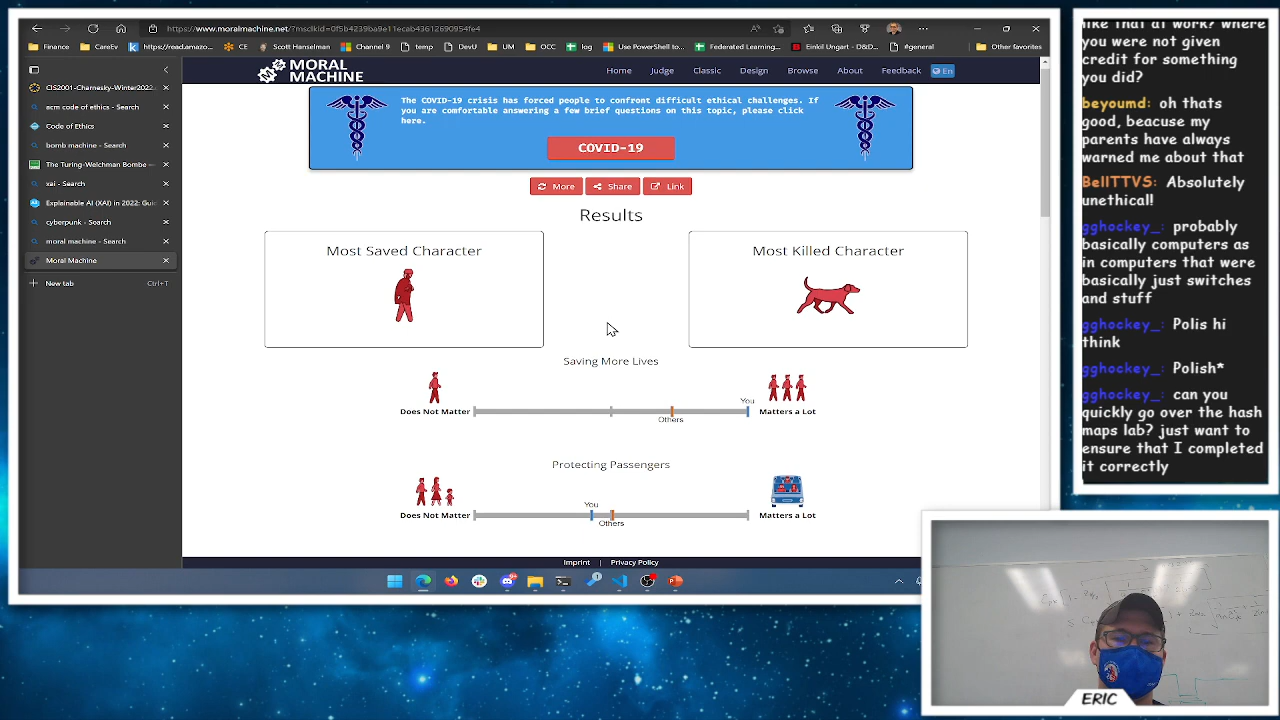 https://www.moralmachine.net/?msclkid=0f5b4239ba9e11ecab43612690954fe4
Finance
CareEv
https://read.amazo...
CE
Scott Hanselman
Channel 9
temp
DevU
UM
OCC
log
Use PowerShell to...
Federated Learning...
Einkil Ungart - D&D...
#general
Other favorites
CIS2001-Charnesky-Winter2022...
acm code of ethics - Search
Code of Ethics
bomb machine - Search
The Turing-Welchman Bombe -
xai - Search
Explainable AI (XAI) in 2022: Gui
cyberpunk - Search
moral machine - Search
Moral Machine
New tab
Ctrl+T
MORAL
MACHINE
Home
Judge
Classic
Design
Browse
About
Feedback
En
The COVID-19 crisis has forced people to confront difficult ethical challenges. If
you are comfortable answering a few brief questions on this topic, please click
here.
COVID-19
More
Share
Link
Results
Most Saved Character
Most Killed Character
Saving More Lives
You
Does Not Matter
Matters a Lot
Others
Protecting Passengers
You
Does Not Matter
Matters a Lot
Others
Imprint | Privacy Policy
like that at work? where
you were not given
credit for something
you did?
beyoumd: oh thats
good, beacuse my
parents have always
warned me about that
BellTTVS: Absolutely
unethical!
gghockey_: probably
basically computers as
in computers that were
basically just switches
and stuff
gghockey_: Polis hi
think
gghockey_: Polish*
gghockey_: can you
quickly go over the hash
maps lab? just want to
ensure that I completed
it correctly
ERIC